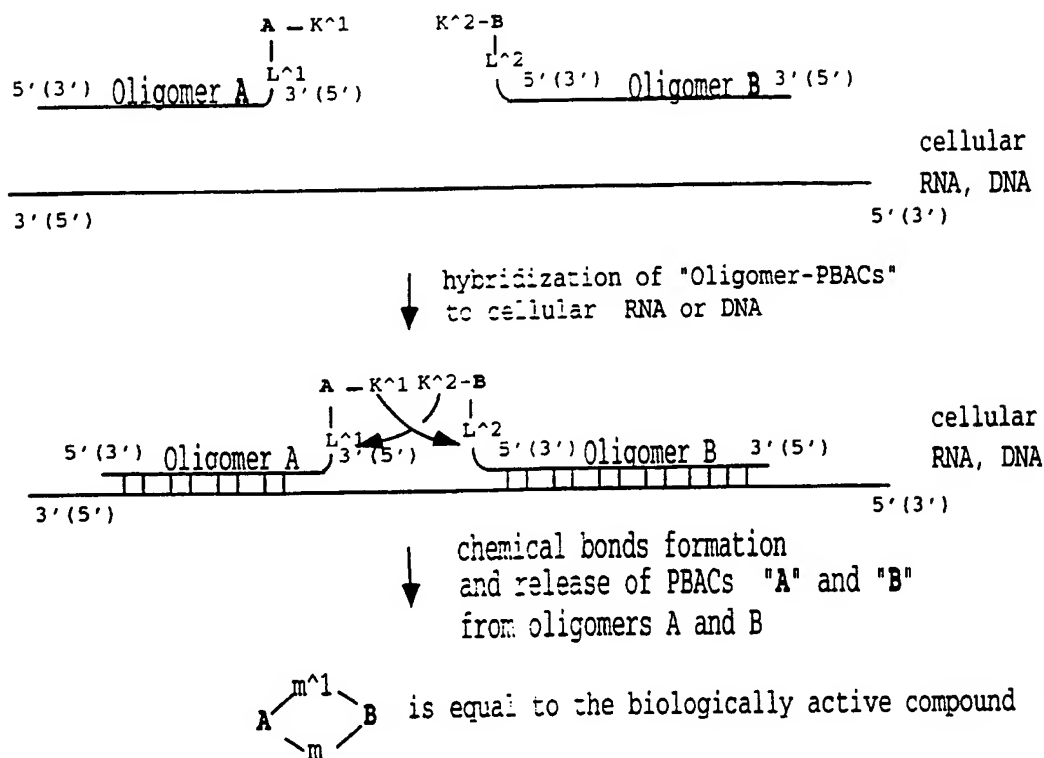 A — K^1 K^2-B
L^1 L^2
5'(3') Oligomer A 3'(5') 5'(3') Oligomer B 3'(5')
cellular
RNA, DNA
3'(5') 5'(3')
hybridization of "Oligomer-PBACs"
to cellular RNA or DNA
A — K^1 K^2-B
L^1 L^2
5'(3') Oligomer A 3'(5') 5'(3') Oligomer B 3'(5')
cellular
RNA, DNA
3'(5') 5'(3')
chemical bonds formation
and release of PBACs "A" and "B"
from oligomers A and B
m^1
A B is equal to the biologically active compound
m